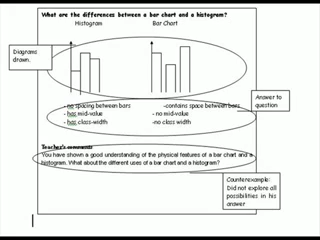 What are the differences between a bar chart and a histogram?
Histogram
Bar Chart
Diagrams
drawn.
- no spacing between bars
- has mid-value
- has class-width
-contains space between bars
- no mid-value
-no class width
Answer to
question
Teacher's comments
You have shown a good understanding of the physical features of a bar chart and a
histogram. What about the different uses of a bar chart and a histogram?
Counterexample:
Did not explore all
possibilities in his
answer